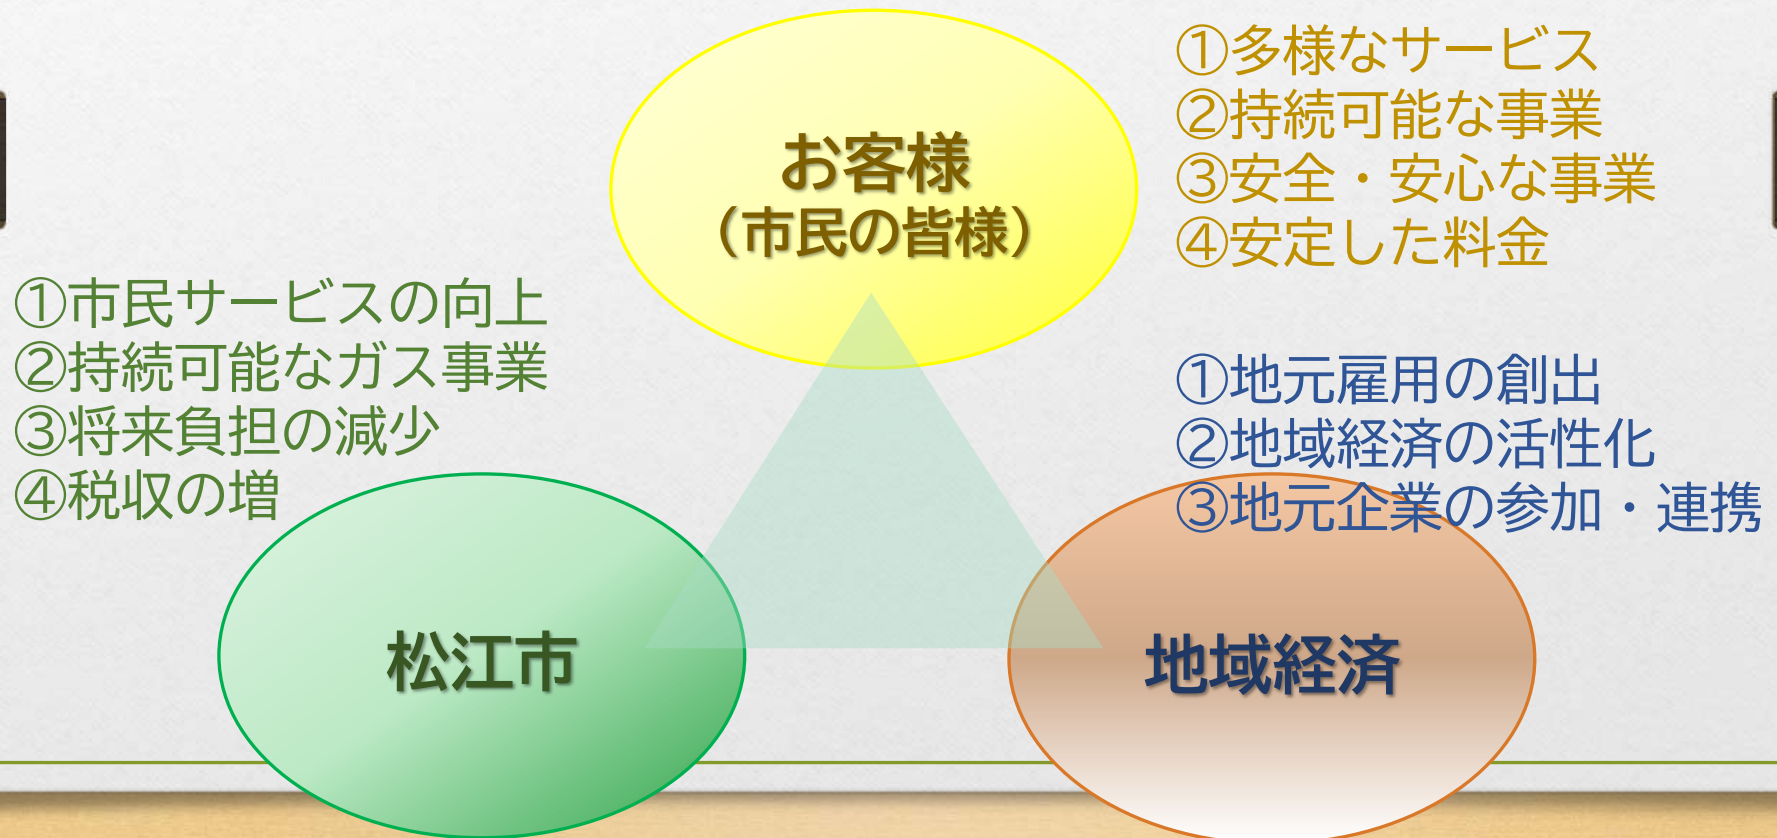 お客様
（市民の皆様）
①多様なサービス
②持続可能な事業
③安全・安心な事業
④安定した料金
①市民サービスの向上
②持続可能なガス事業
③将来負担の減少
④税収の増
松江市
①地元雇用の創出
②地域経済の活性化
③地元企業の参加・連携
地域経済